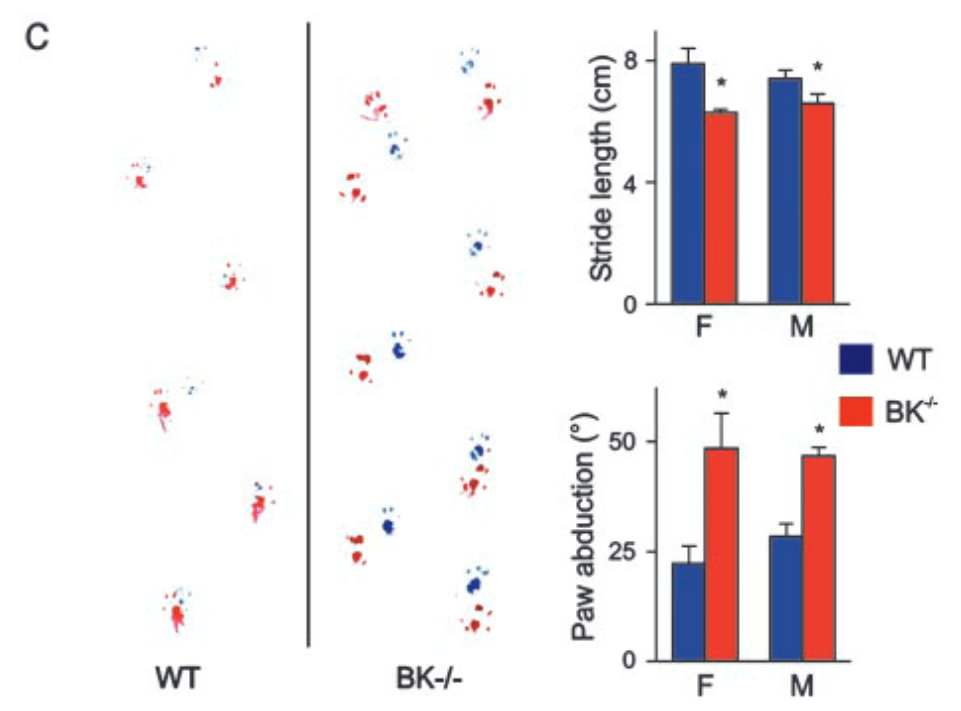 C
WT
BK-/-
Stride length (cm)
8
4
0
*
*
F
M
WT
BK-/-
Paw abduction (°)
50
25
0
*
*
F
M